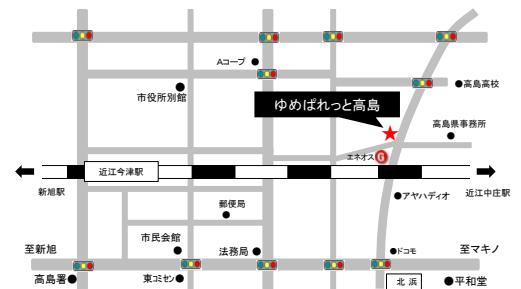 Aコープ
市役所別館
高島高校
ゆめぱれっと高島
高島県事務所
エネオス
G
近江今津駅
新旭駅
近江中庄駅
アヤハディオ
郵便局
市民会館
法務局
ドコモ
至新旭
至マキノ
高島署
東コミセン
北 浜
平和堂